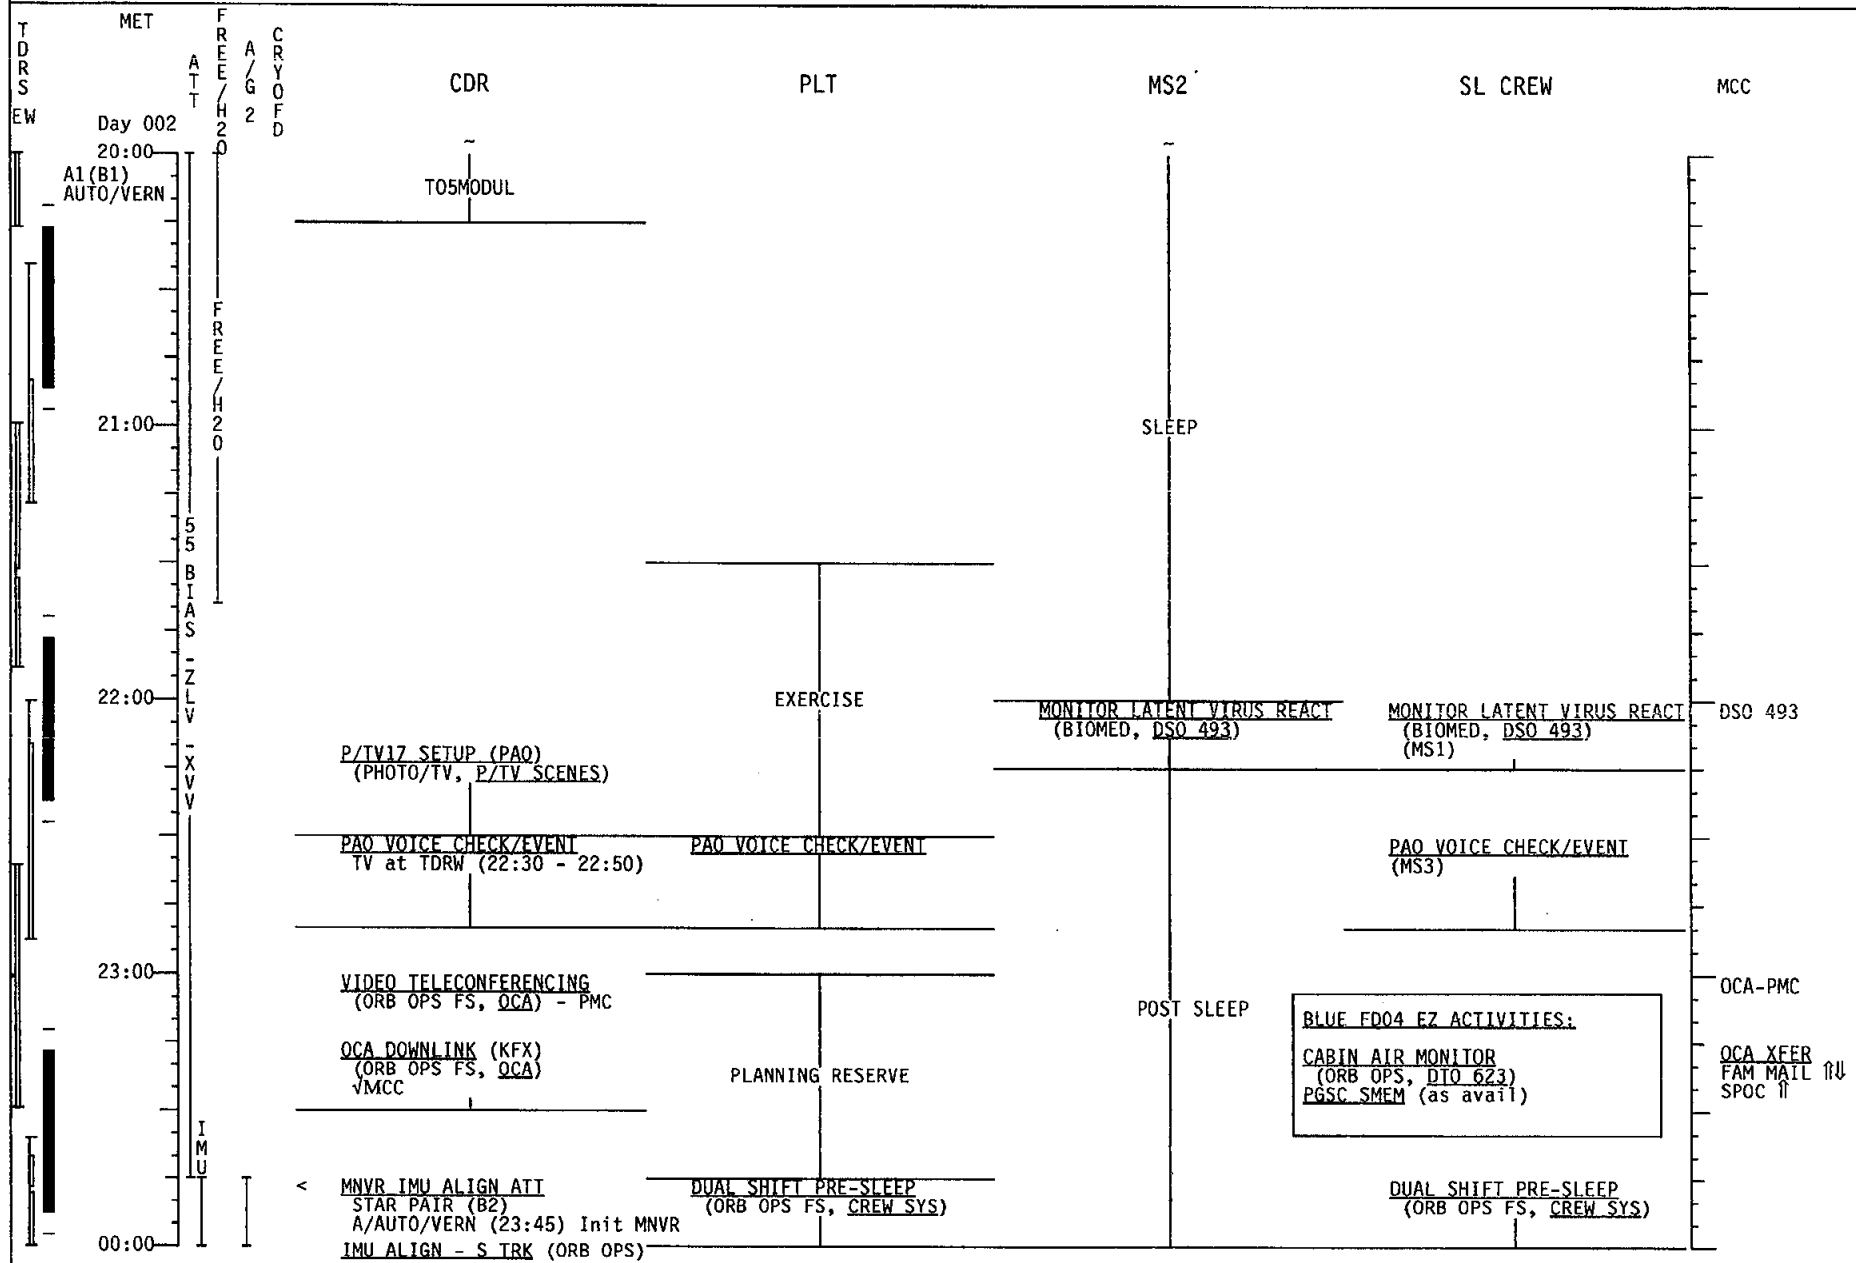 TDRS
EW
MET
ATT
FREE/H20
A/G 2
CRYOFD
CDR
PLT
MS2
SL CREW
MCC
Day 002
20:00
A1(B1)
AUTO/VERN
~
TO5MODUL
~
FREE/H20
21:00
SLEEP
55 BIAS -ZLV -XVV
22:00
EXERCISE
MONITOR LATENT VIRUS REACT
(BIOMED, DSO 493)
MONITOR LATENT VIRUS REACT
(BIOMED, DSO 493)
(MS1)
DSO 493
P/TV17 SETUP (PAO)
(PHOTO/TV, P/TV SCENES)
PAO VOICE CHECK/EVENT
TV at TDRW (22:30 - 22:50)
PAO VOICE CHECK/EVENT
PAO VOICE CHECK/EVENT
(MS3)
23:00
VIDEO TELECONFERENCING
(ORB OPS FS, OCA) - PMC
OCA DOWNLINK (KFX)
(ORB OPS FS, OCA)
√MCC
PLANNING RESERVE
POST SLEEP
BLUE FD04 EZ ACTIVITIES:
CABIN AIR MONITOR
(ORB OPS, DTO 623)
PGSC SMEM (as avail)
OCA-PMC
OCA XFER
FAM MAIL ⇑⇓
SPOC ⇑
IMU
< MNVR IMU ALIGN ATT
STAR PAIR (B2)
A/AUTO/VERN (23:45) Init MNVR
IMU ALIGN - S TRK (ORB OPS)
DUAL SHIFT PRE-SLEEP
(ORB OPS FS, CREW SYS)
DUAL SHIFT PRE-SLEEP
(ORB OPS FS, CREW SYS)
00:00